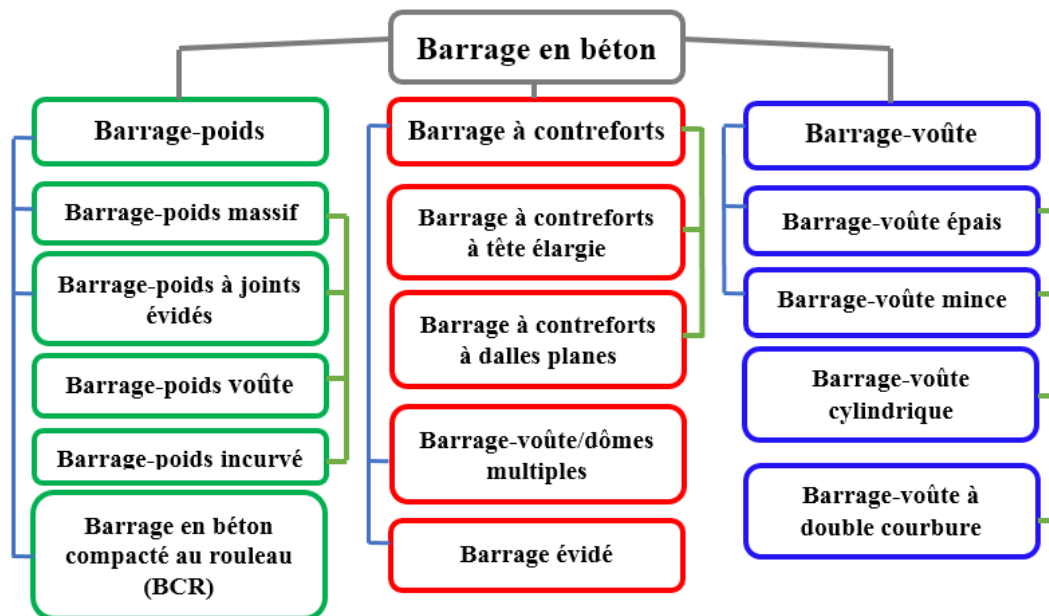 Barrage en béton
Barrage-poids
Barrage-poids massif
Barrage-poids à joints
évidés
Barrage-poids voûte
Barrage-poids incurvé
Barrage en béton
compacté au rouleau
(BCR)
Barrage à contreforts
Barrage à contreforts
à tête élargie
Barrage à contreforts
à dalles planes
Barrage-voûte/dômes
multiples
Barrage évidé
Barrage-voûte
Barrage-voûte épais
Barrage-voûte mince
Barrage-voûte
cylindrique
Barrage-voûte à
double courbure